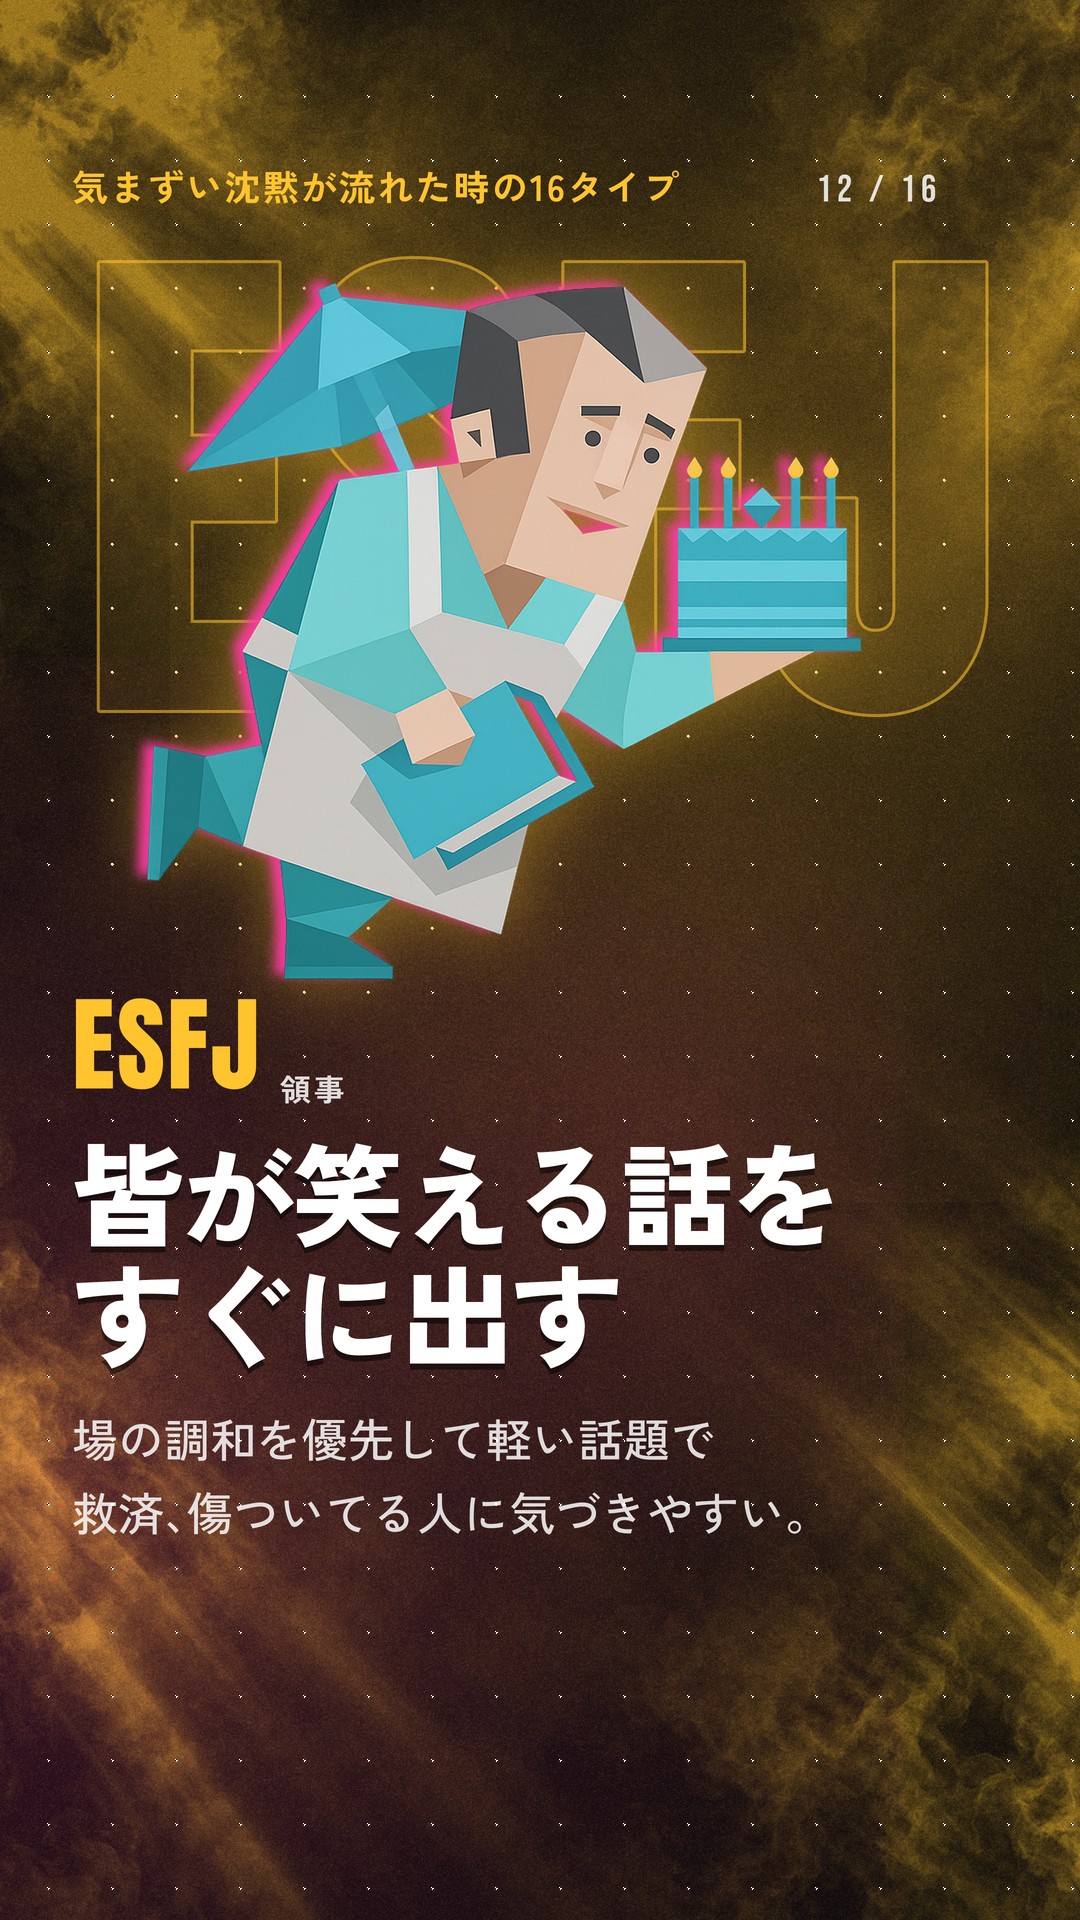 気まずい沈黙が流れた時の16タイプ
12 / 16
ESFJ
ESFJ
領事
皆が笑える話を
すぐに出す
場の調和を優先して軽い話題で
救済、傷ついてる人に気づきやすい。